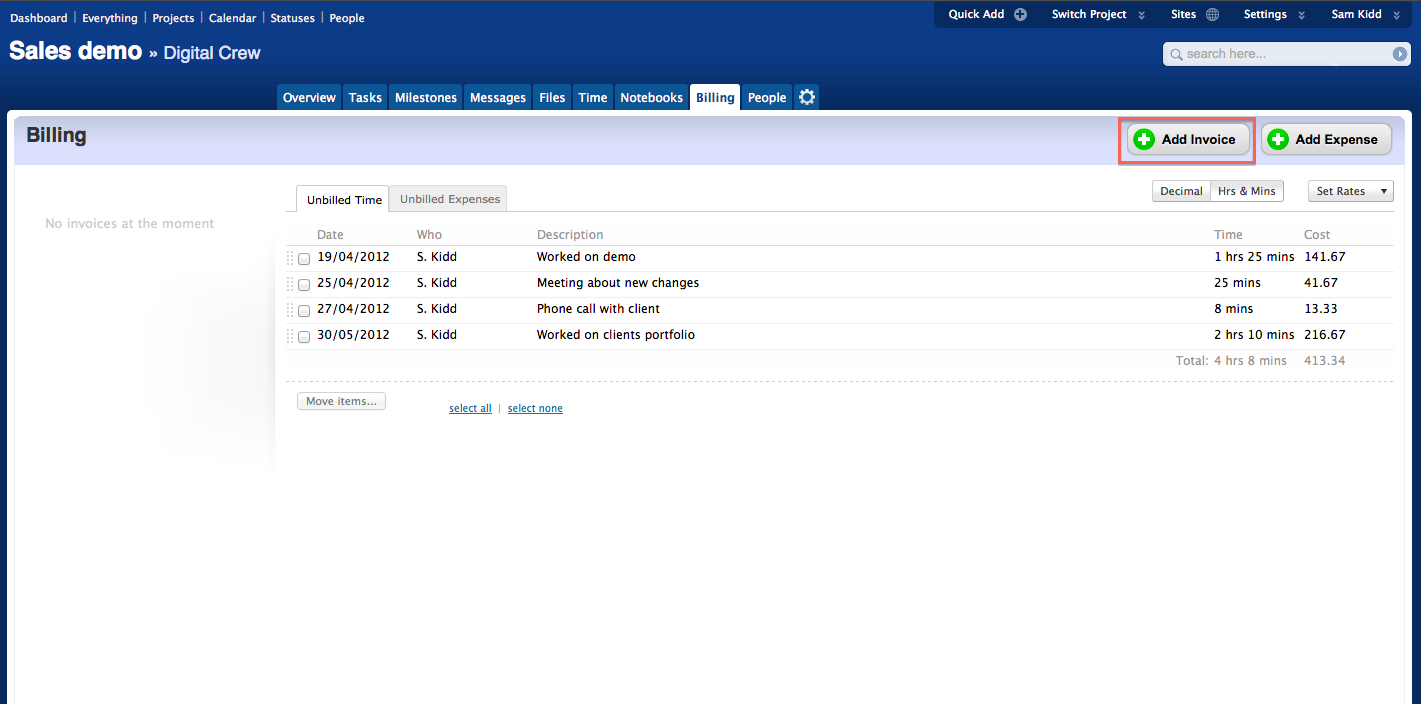 Dashboard | Everything | Projects | Calendar | Statuses | People
Quick Add Switch Project Sites Settings Sam Kidd
Sales demo » Digital Crew
search here...
Overview Tasks Milestones Messages Files Time Notebooks Billing People
Billing
Add Invoice Add Expense
Unbilled Time Unbilled Expenses
Decimal Hrs & Mins Set Rates
No invoices at the moment
Date Who Description Time Cost
19/04/2012 S. Kidd Worked on demo 1 hrs 25 mins 141.67
25/04/2012 S. Kidd Meeting about new changes 25 mins 41.67
27/04/2012 S. Kidd Phone call with client 8 mins 13.33
30/05/2012 S. Kidd Worked on clients portfolio 2 hrs 10 mins 216.67
Total: 4 hrs 8 mins 413.34
Move items...
select all | select none